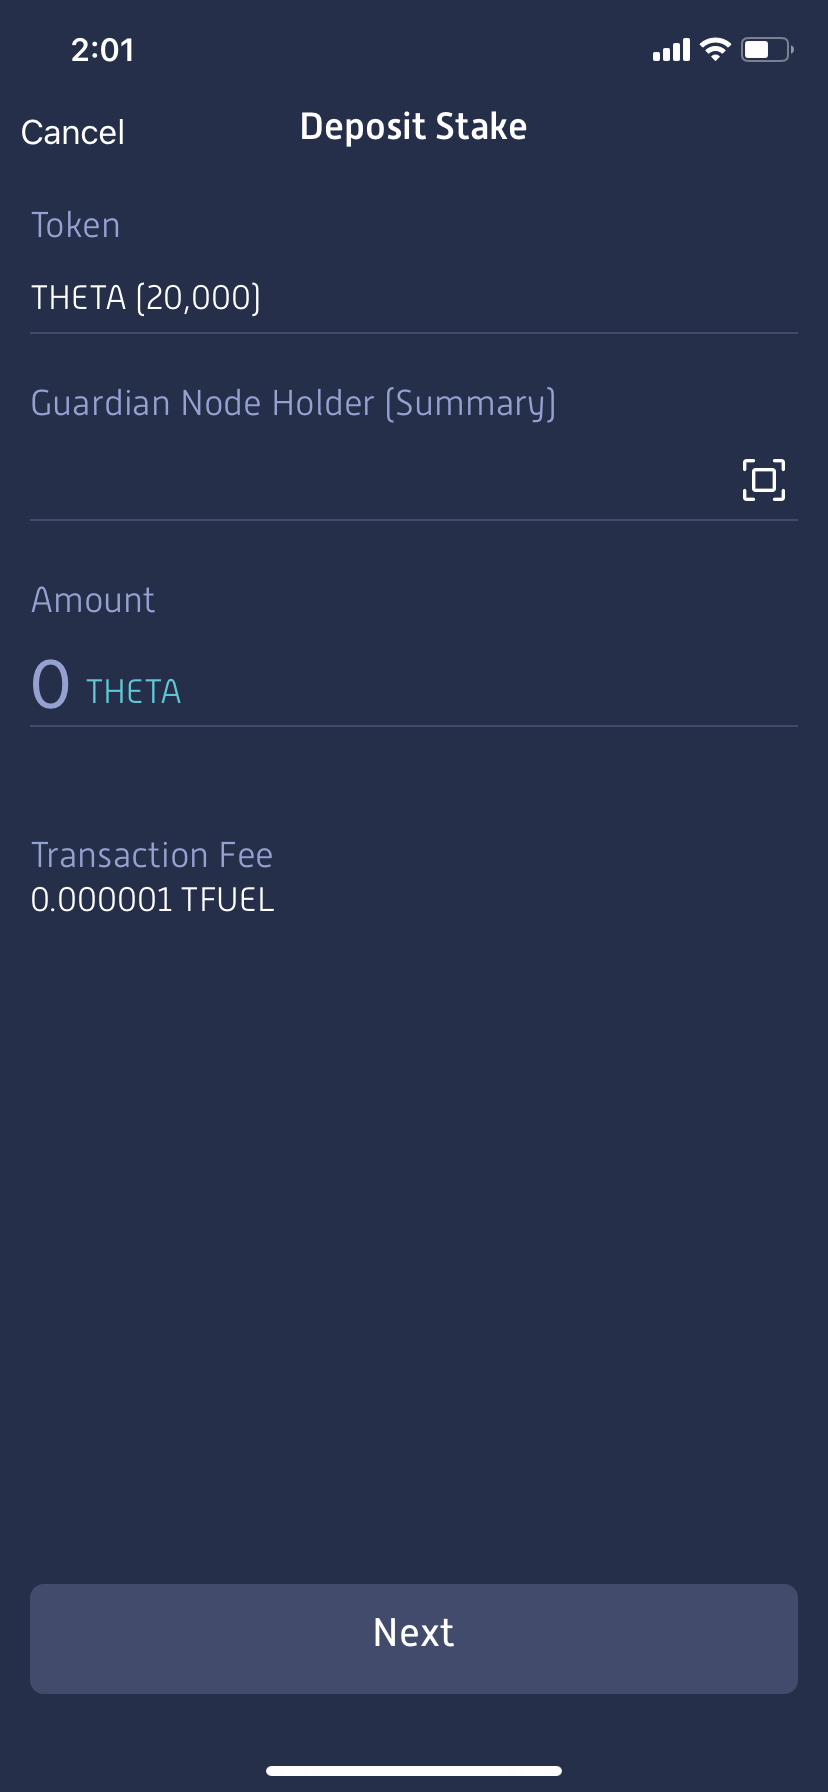 2:01
Cancel
Deposit Stake
Token
THETA (20,000)
Guardian Node Holder (Summary)
Amount
0 THETA
Transaction Fee
0.000001 TFUEL
Next